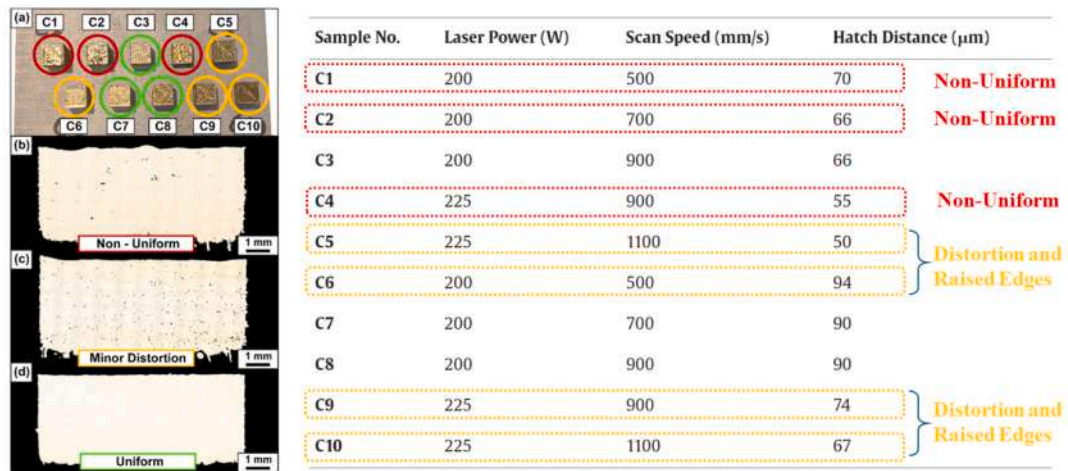 (a)
C1 C2 C3 C4 C5
C6 C7 C8 C9 C10
(b)
Non - Uniform
1 mm
(c)
Minor Distortion
1 mm
(d)
Uniform
1 mm
Sample No. Laser Power (W) Scan Speed (mm/s) Hatch Distance (μm)
C1 200 500 70 Non-Uniform
C2 200 700 66 Non-Uniform
C3 200 900 66
C4 225 900 55 Non-Uniform
C5 225 1100 50
C6 200 500 94
Distortion and
Raised Edges
C7 200 700 90
C8 200 900 90
C9 225 900 74
C10 225 1100 67
Distortion and
Raised Edges